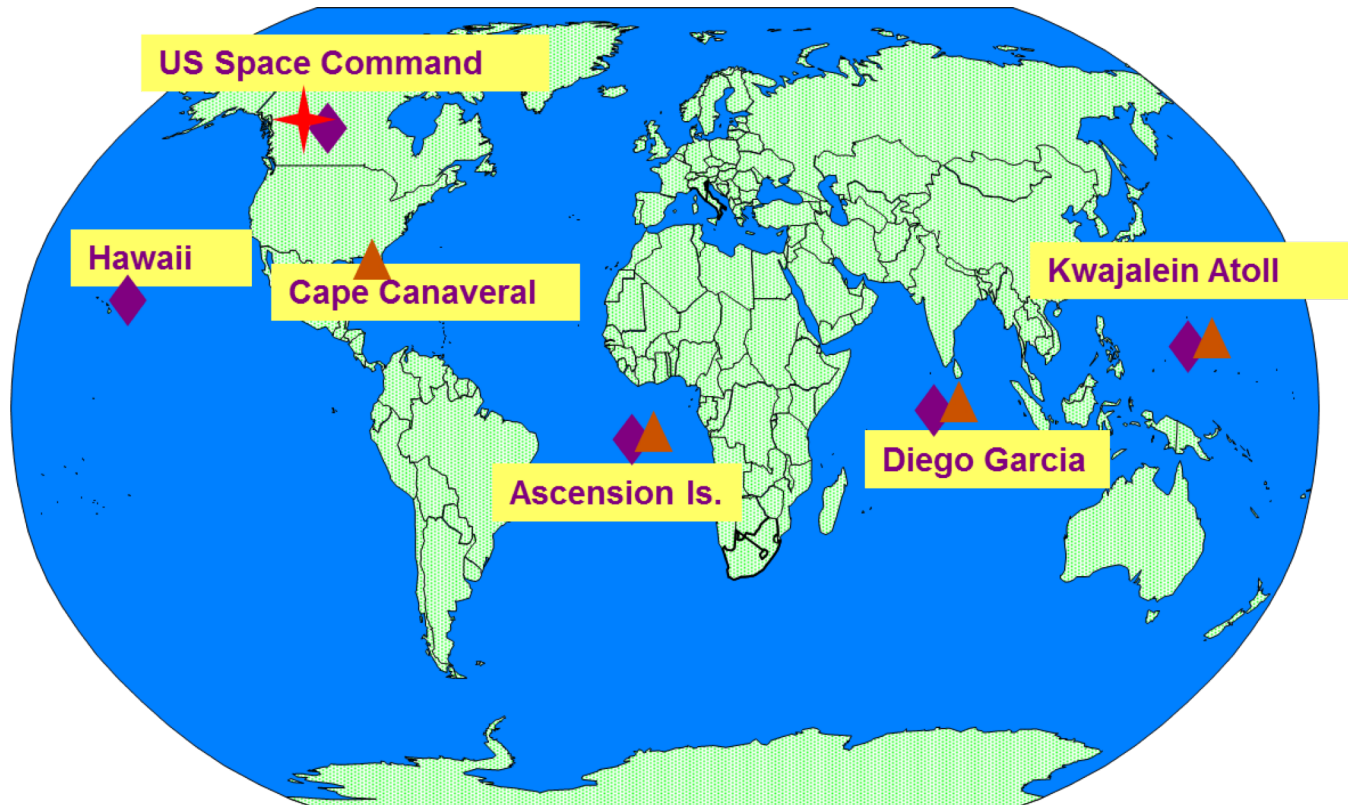 US Space Command
Hawaii
Cape Canaveral
Kwajalein Atoll
Ascension Is.
Diego Garcia